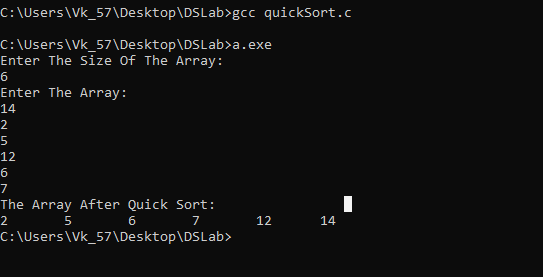 C:\Users\Vk_57\Desktop\DSLab>gcc quickSort.c
C:\Users\Vk_57\Desktop\DSLab>a.exe
Enter The Size Of The Array:
6
Enter The Array:
14
2
5
12
6
7
The Array After Quick Sort:
2       5       6       7       12      14
C:\Users\Vk_57\Desktop\DSLab>